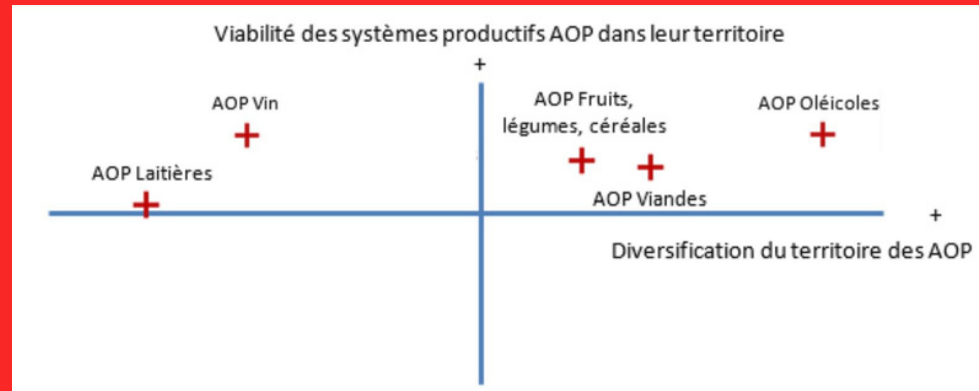 Viabilité des systèmes productifs AOP dans leur territoire
+
AOP Vin
AOP Fruits,
légumes, céréales
AOP Oléicoles
AOP Laitières
AOP Viandes
+
Diversification du territoire des AOP